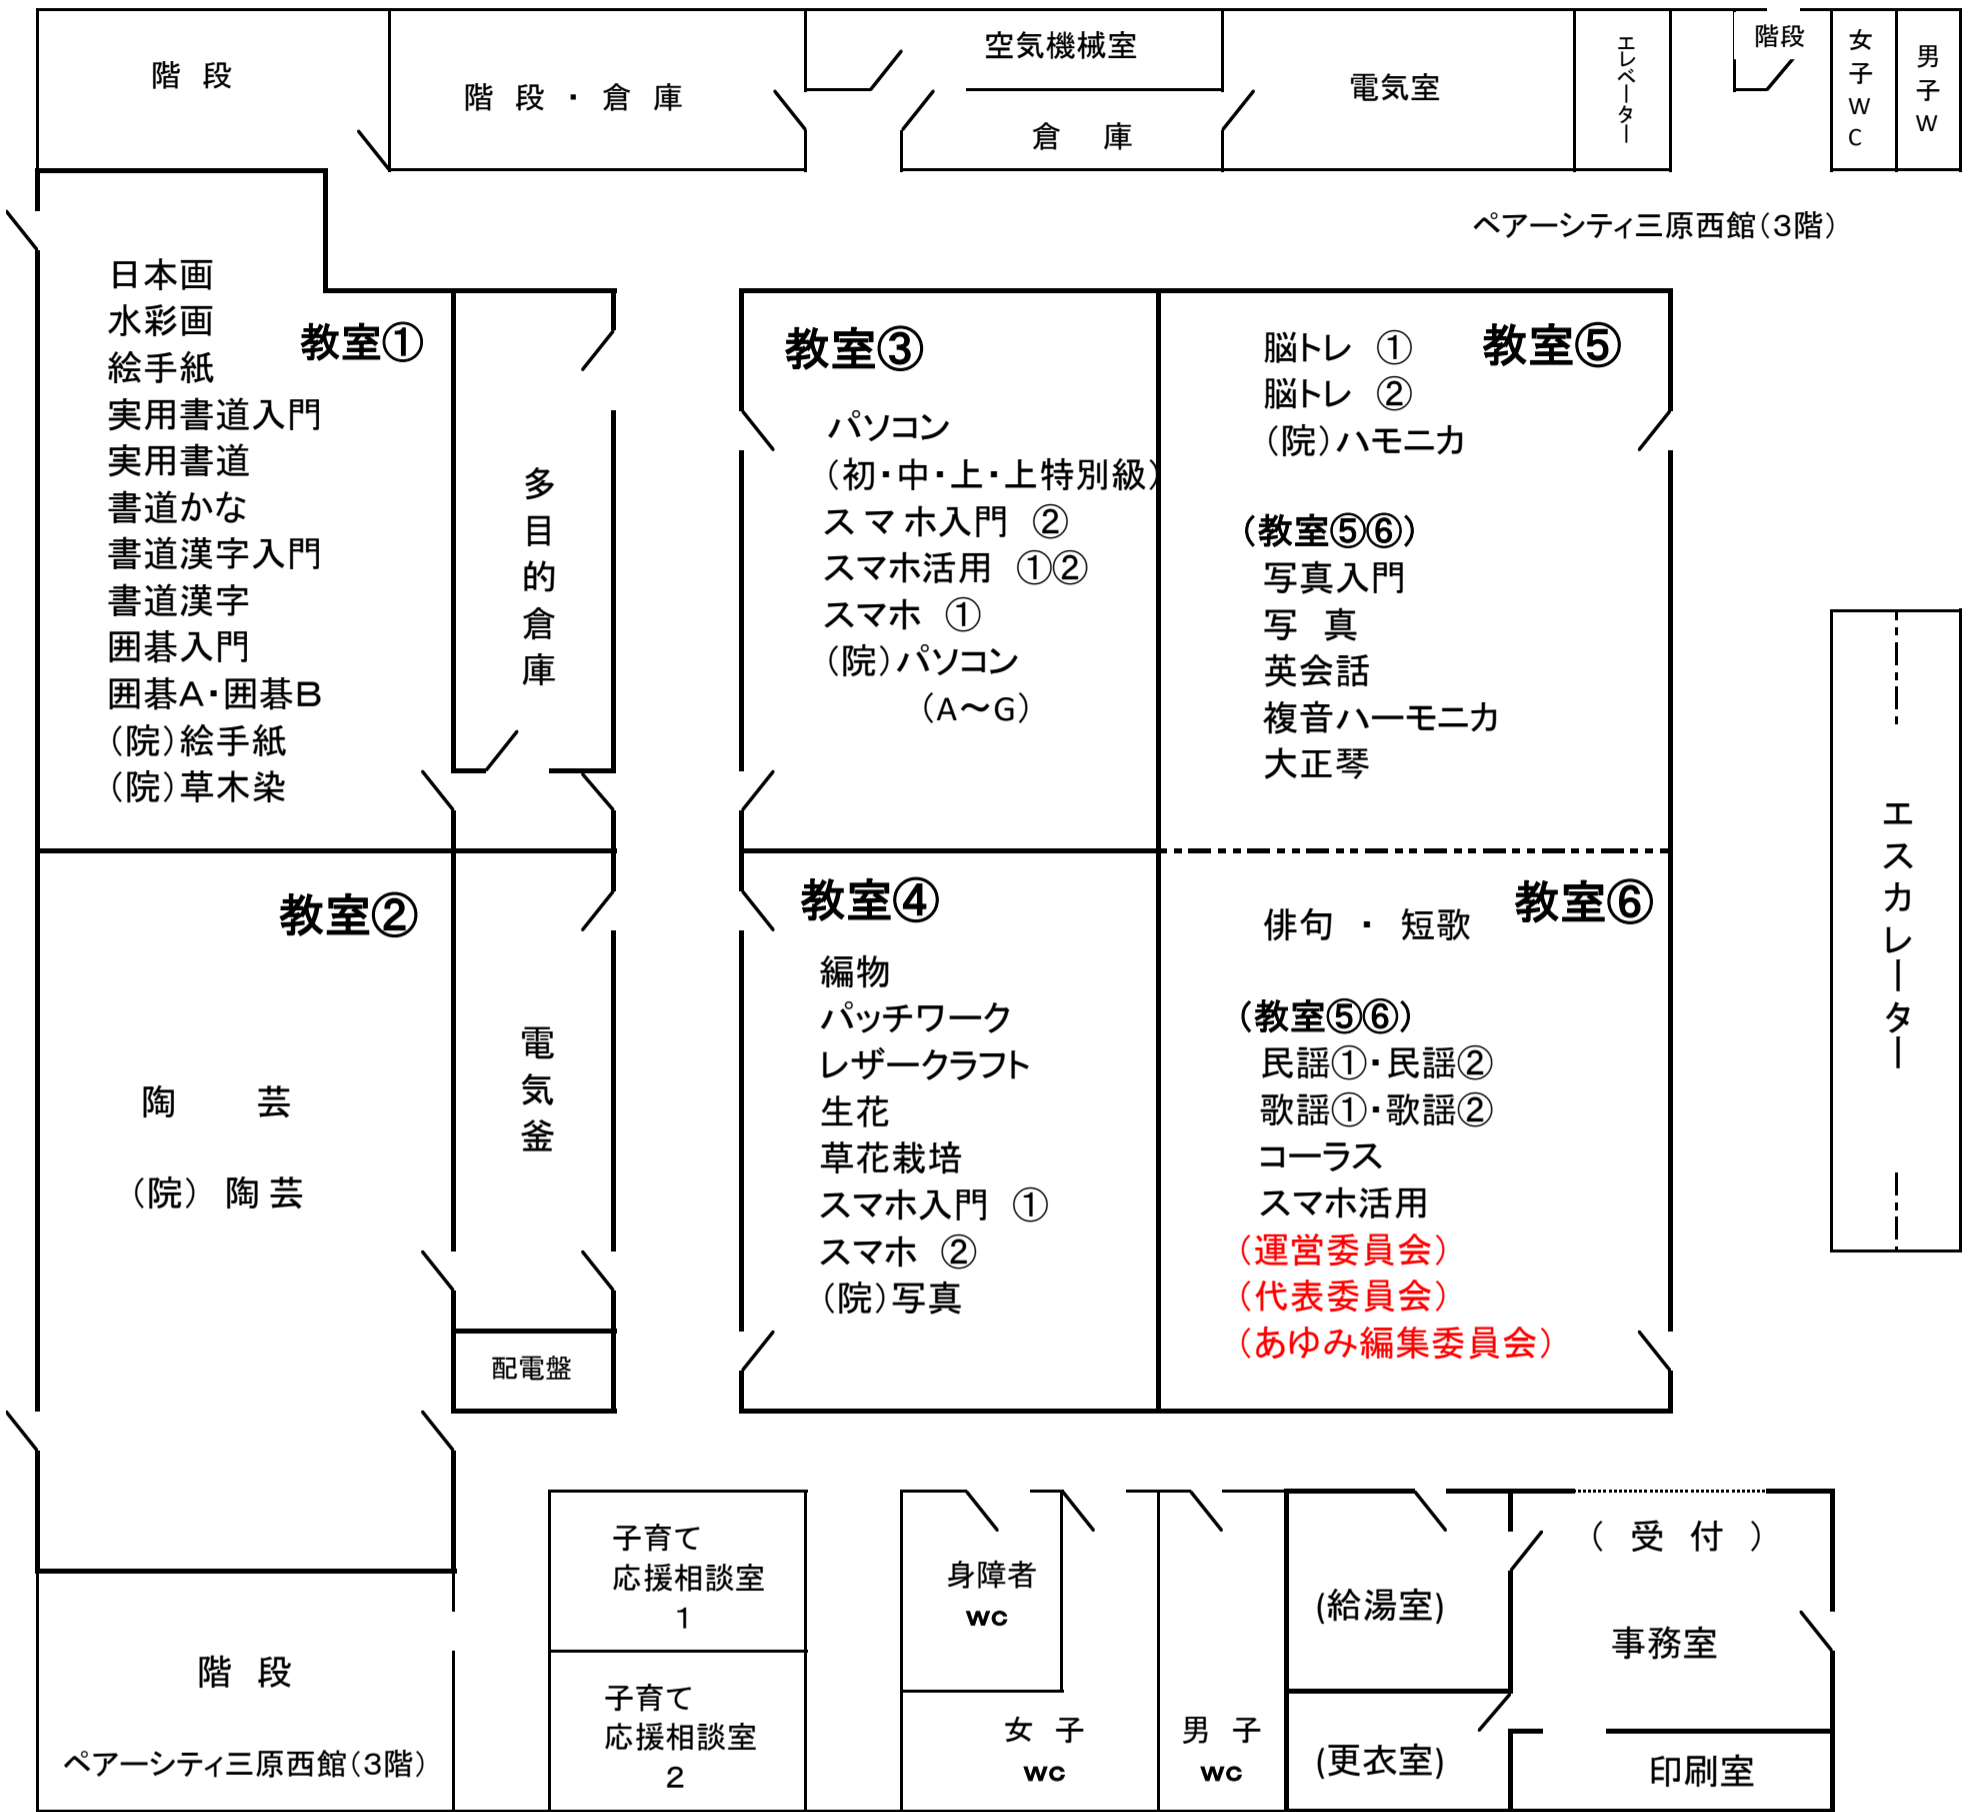 階 段
階 段 ・ 倉 庫
空気機械室
倉 庫
電気室
エレベーター
階段
女子WC
男子W
ペアーシティ三原西館(3階)
教室①
日本画
水彩画
絵手紙
実用書道入門
実用書道
書道かな
書道漢字入門
書道漢字
囲碁入門
囲碁A・囲碁B
(院)絵手紙
(院)草木染
多目的倉庫
教室③
パソコン
(初・中・上・上特別級)
スマホ入門 ②
スマホ活用 ①②
スマホ ①
(院)パソコン
(A～G)
教室⑤
脳トレ ①
脳トレ ②
(院)ハモニカ
(教室⑤⑥)
写真入門
写 真
英会話
複音ハーモニカ
大正琴
エスカレーター
教室②
陶 芸
(院) 陶 芸
電気釜
配電盤
教室④
編物
パッチワーク
レザークラフト
生花
草花栽培
スマホ入門 ①
スマホ ②
(院)写真
教室⑥
俳句 ・ 短歌
(教室⑤⑥)
民謡①・民謡②
歌謡①・歌謡②
コーラス
スマホ活用
(運営委員会)
(代表委員会)
(あゆみ編集委員会)
階 段
ペアーシティ三原西館(3階)
子育て
応援相談室
1
子育て
応援相談室
2
身障者
wc
女 子
wc
男 子
wc
(給湯室)
(更衣室)
( 受 付 )
事務室
印刷室